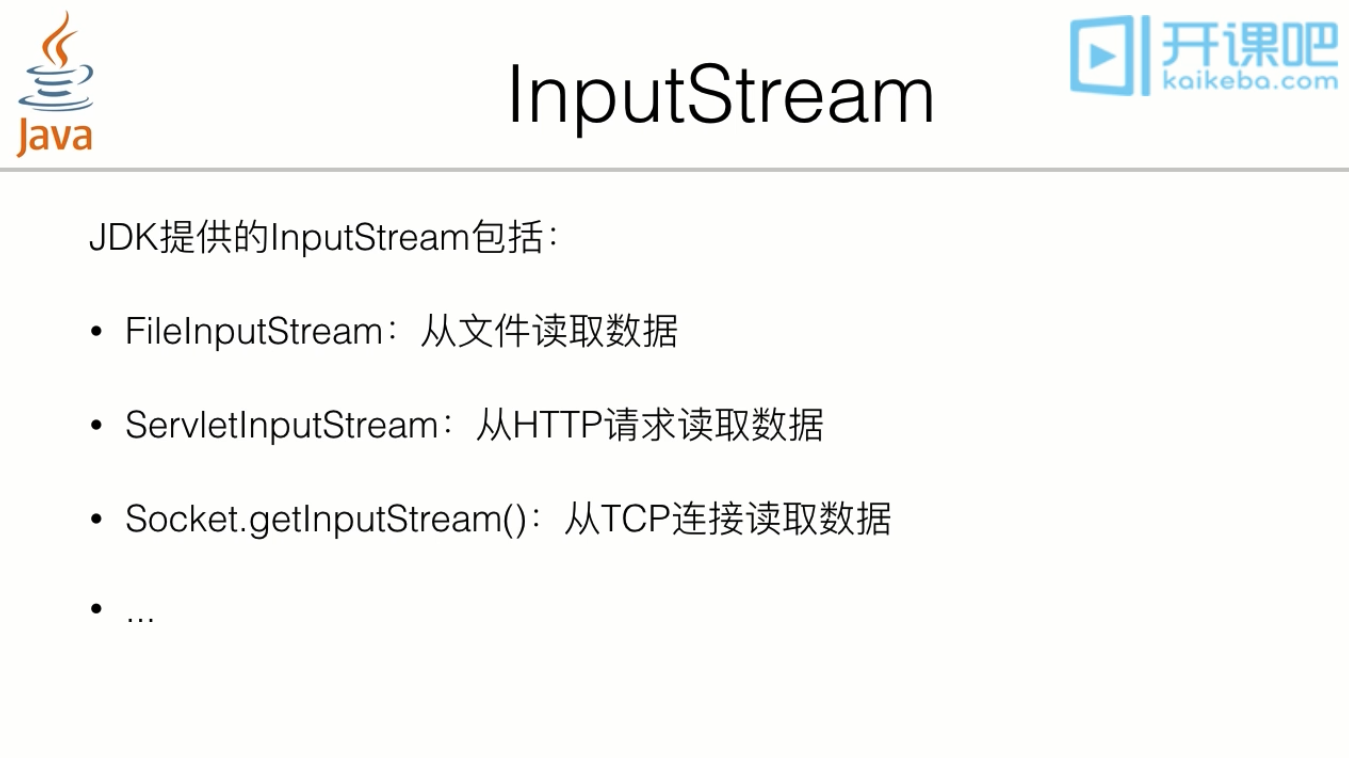 Java
InputStream
开课吧
kaikeba.com
JDK提供的InputStream包括：
• FileInputStream：从文件读取数据
• ServletInputStream：从HTTP请求读取数据
• Socket.getInputStream()：从TCP连接读取数据
• ...